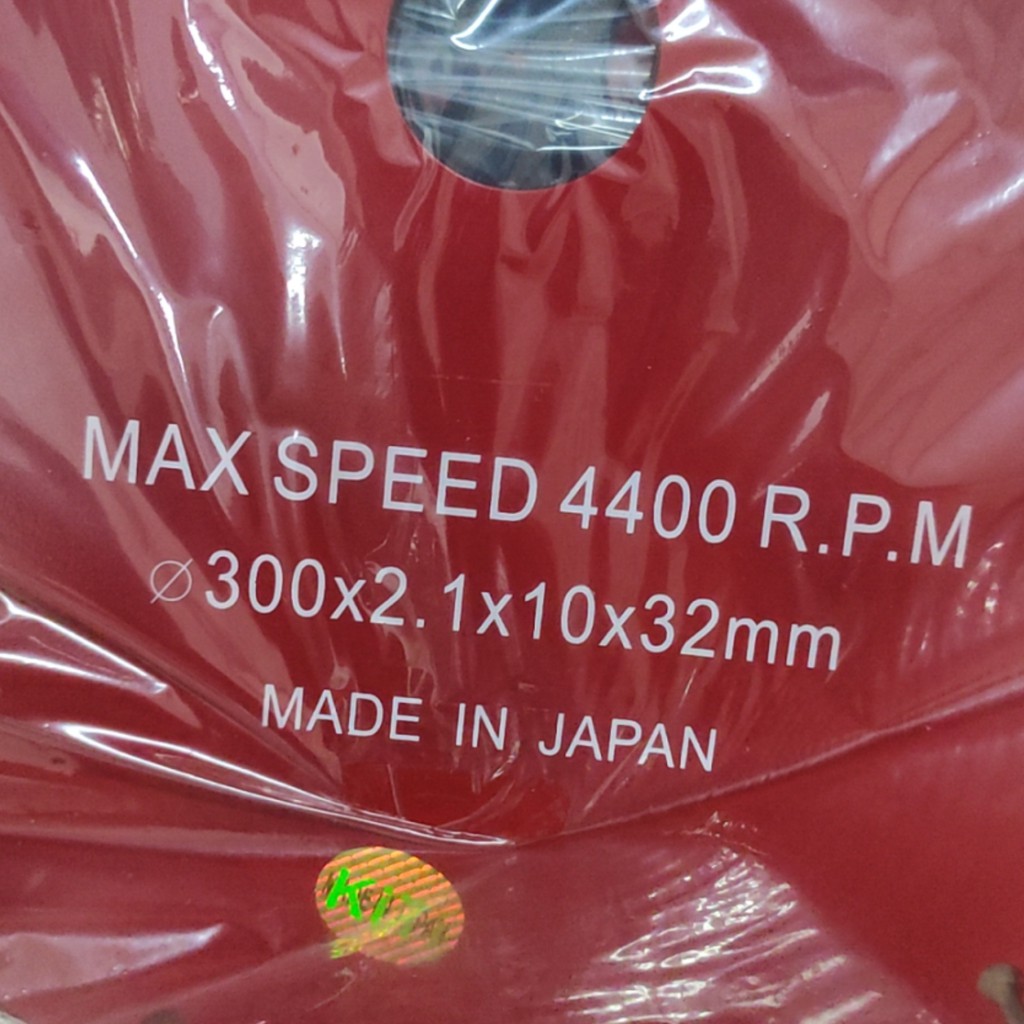 MAX SPEED 4400 R.P.M
⌀300x2.1x10x32mm
MADE IN JAPAN